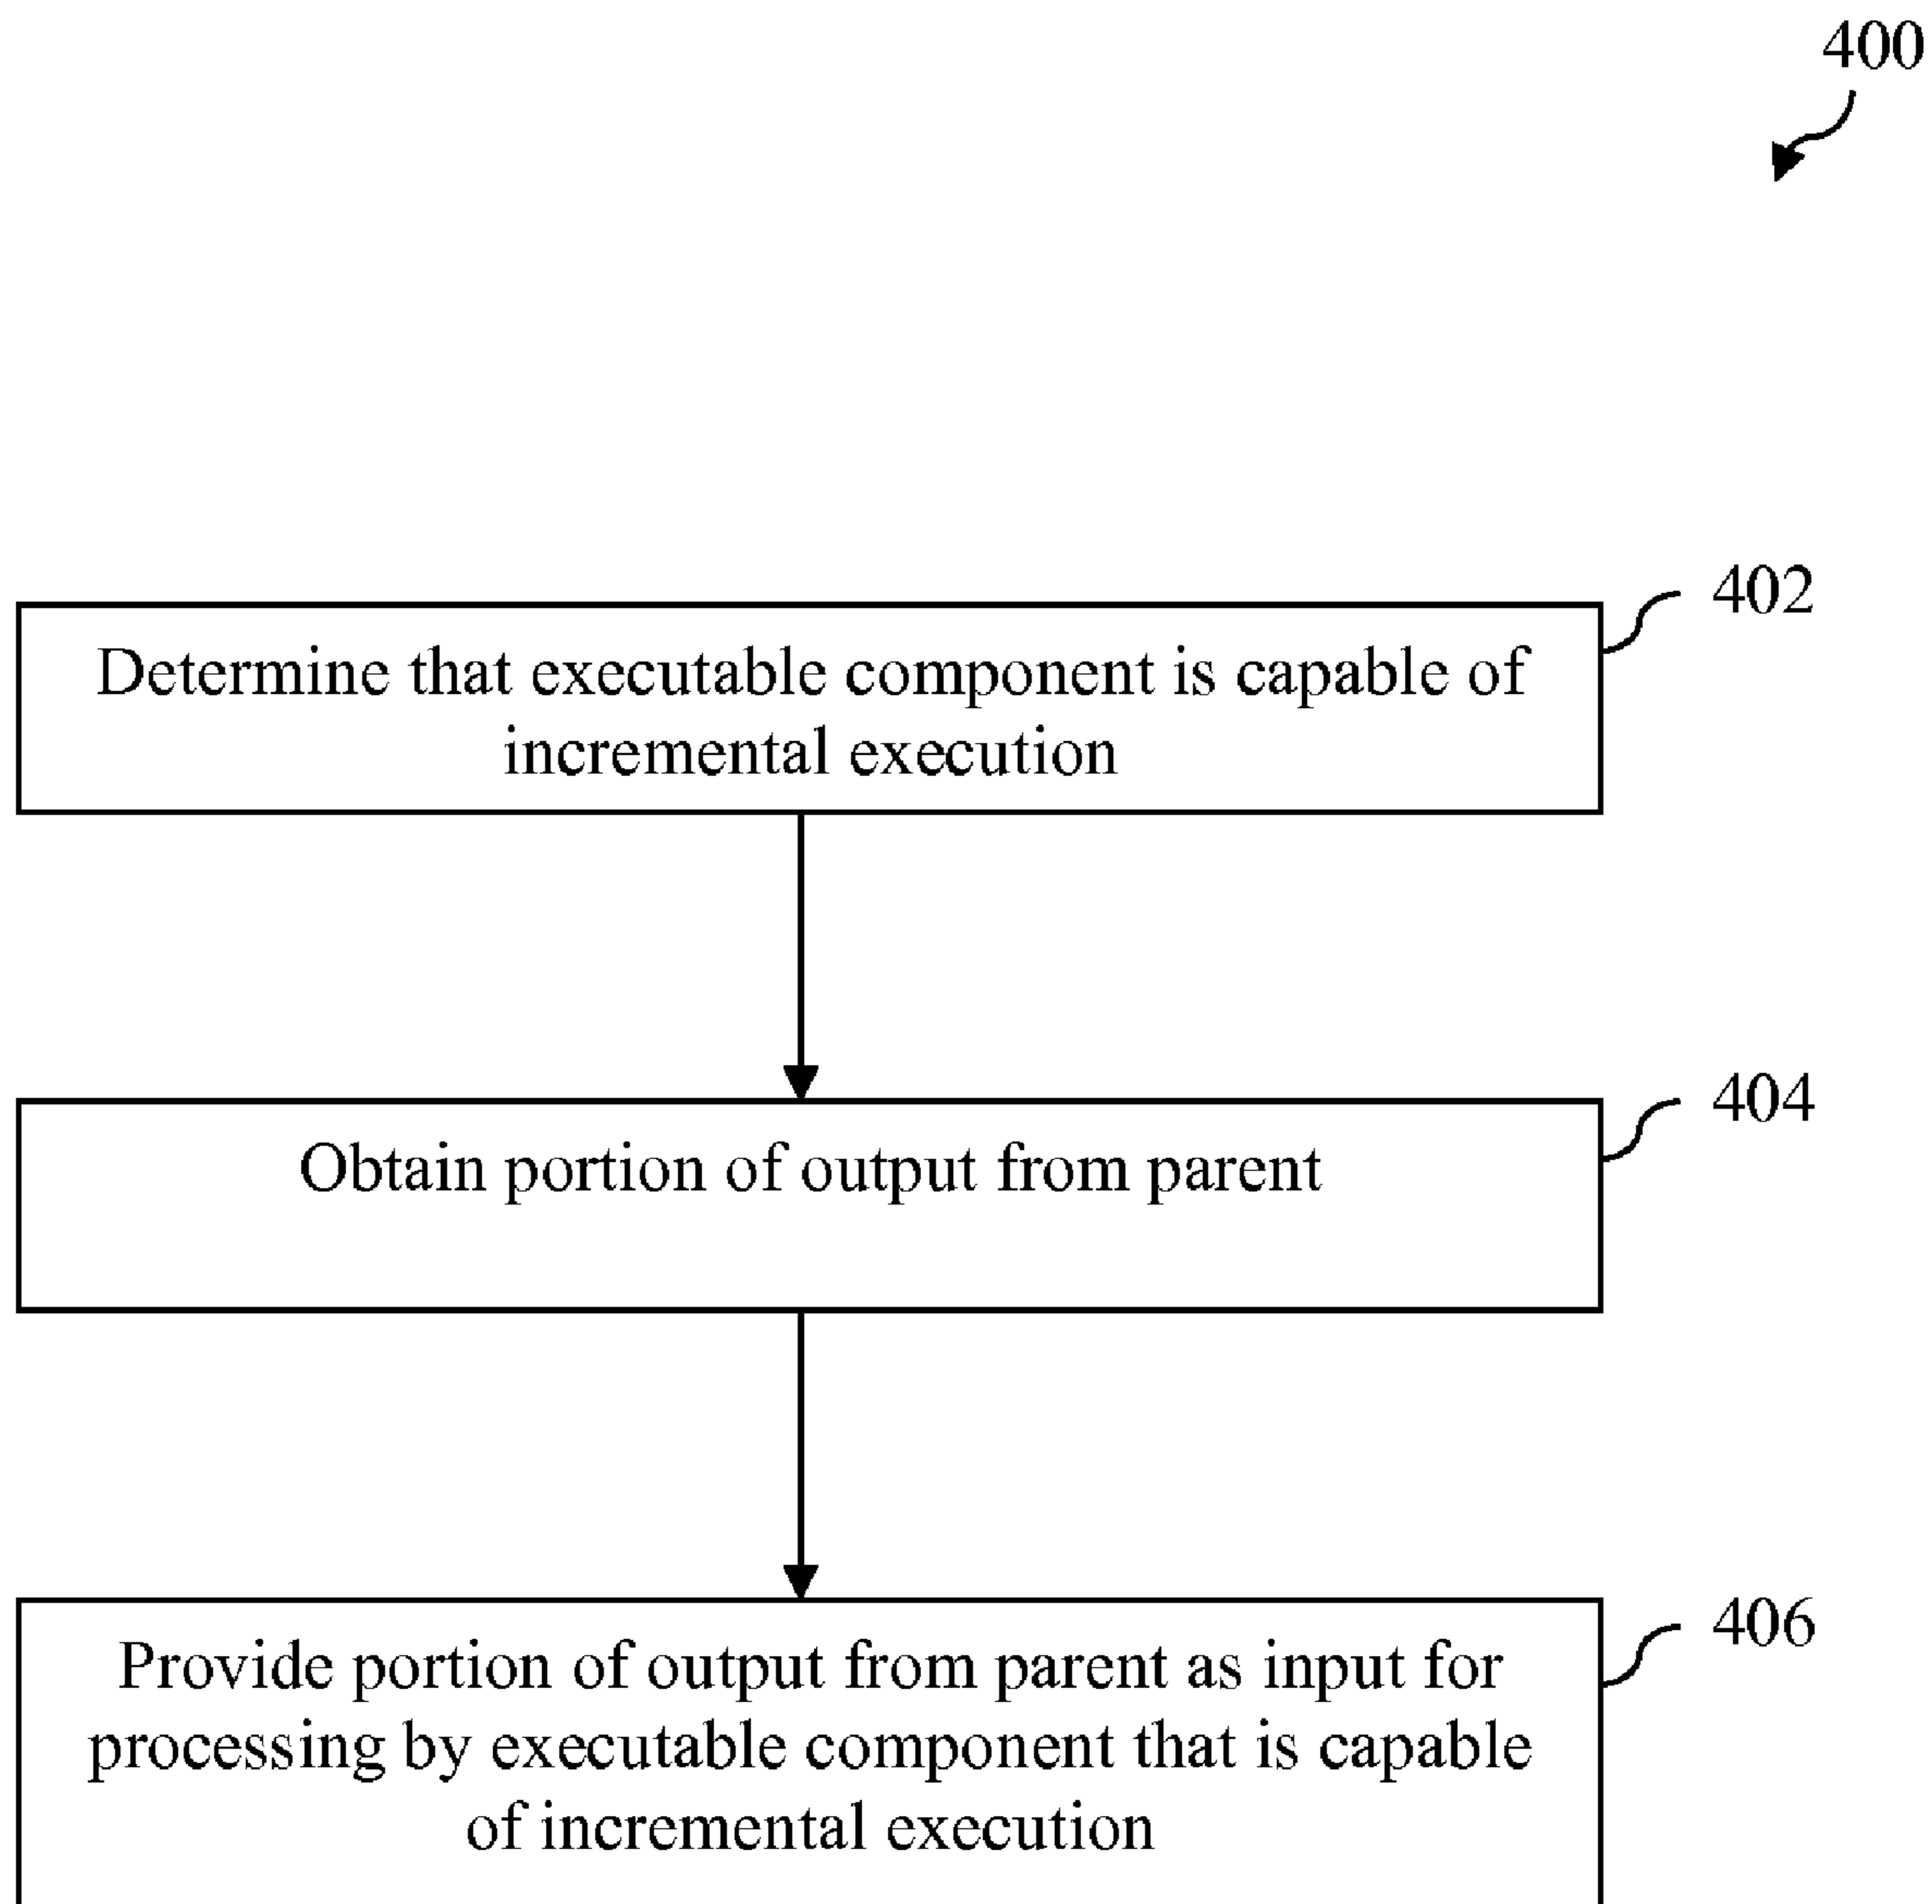 400
402
Determine that executable component is capable of
incremental execution
404
Obtain portion of output from parent
406
Provide portion of output from parent as input for
processing by executable component that is capable
of incremental execution